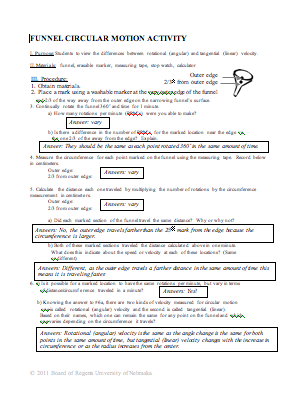 FUNNEL CIRCULAR MOTION ACTIVITY
I. Purpose: Students to view the differences between rotational (angular) and tangential (linear) velocity.
II. Materials: funnel, erasable marker, measuring tape, stop watch, calculator
III. Procedure:
Outer edge
2/3 from outer edge
1. Obtain materials.
2. Place a mark using a washable marker at the edge of the funnel
2/3 of the way away from the outer edge on the narrowing funnel's surface.
3. Continually rotate the funnel 360° and time for 1 minute.
a) How many rotations per minute were you able to make?
Answer: vary
b) Is there a difference in the number of for the marked location near the edge
one 2/3 of the away from the edge? Explain.
Answer: They should be the same as each point rotated 360° in the same amount of time.
4. Measure the circumference for each point marked on the funnel using the measuring tape. Record below
in centimeters.
Outer edge:
2/3 from outer edge:
Answer: vary
5. Calculate the distance each one traveled by multiplying the number of rotations by the circumference
measurement in centimeters.
Outer edge:
2/3 from outer edge:
Answer: vary
a) Did each marked section of the funnel travel the same distance? Why or why not?
Answer: No, the outer edge travels farther than the 2/3 mark from the edge because the
circumference is larger.
b) Both of these marked sections traveled the distance calculated above in one minute.
What does this indicate about the speed or velocity at each of these locations? (Same
different)
Answer: Different, as the outer edge travels a farther distance in the same amount of time this
means it is traveling faster.
6. a) Is it possible for a marked location to have the same rotations per minute, but vary in terms
distance/circumference traveled in a minute?
Answer: Yes!
b) Knowing the answer to #6a, there are two kinds of velocity measured for circular motion
is called rotational (angular) velocity and the second is called tangential (linear) velocity.
Based on their names, which one can remain the same for any point on the funnel and
varies depending on the circumference it travels?
Answer: Rotational (angular) velocity is the same as the angle change is the same for both
points in the same amount of time, but tangential (linear) velocity changes with the increase in
circumference or as the radius increases from the center.
© 2011 Board of Regents University of Nebraska